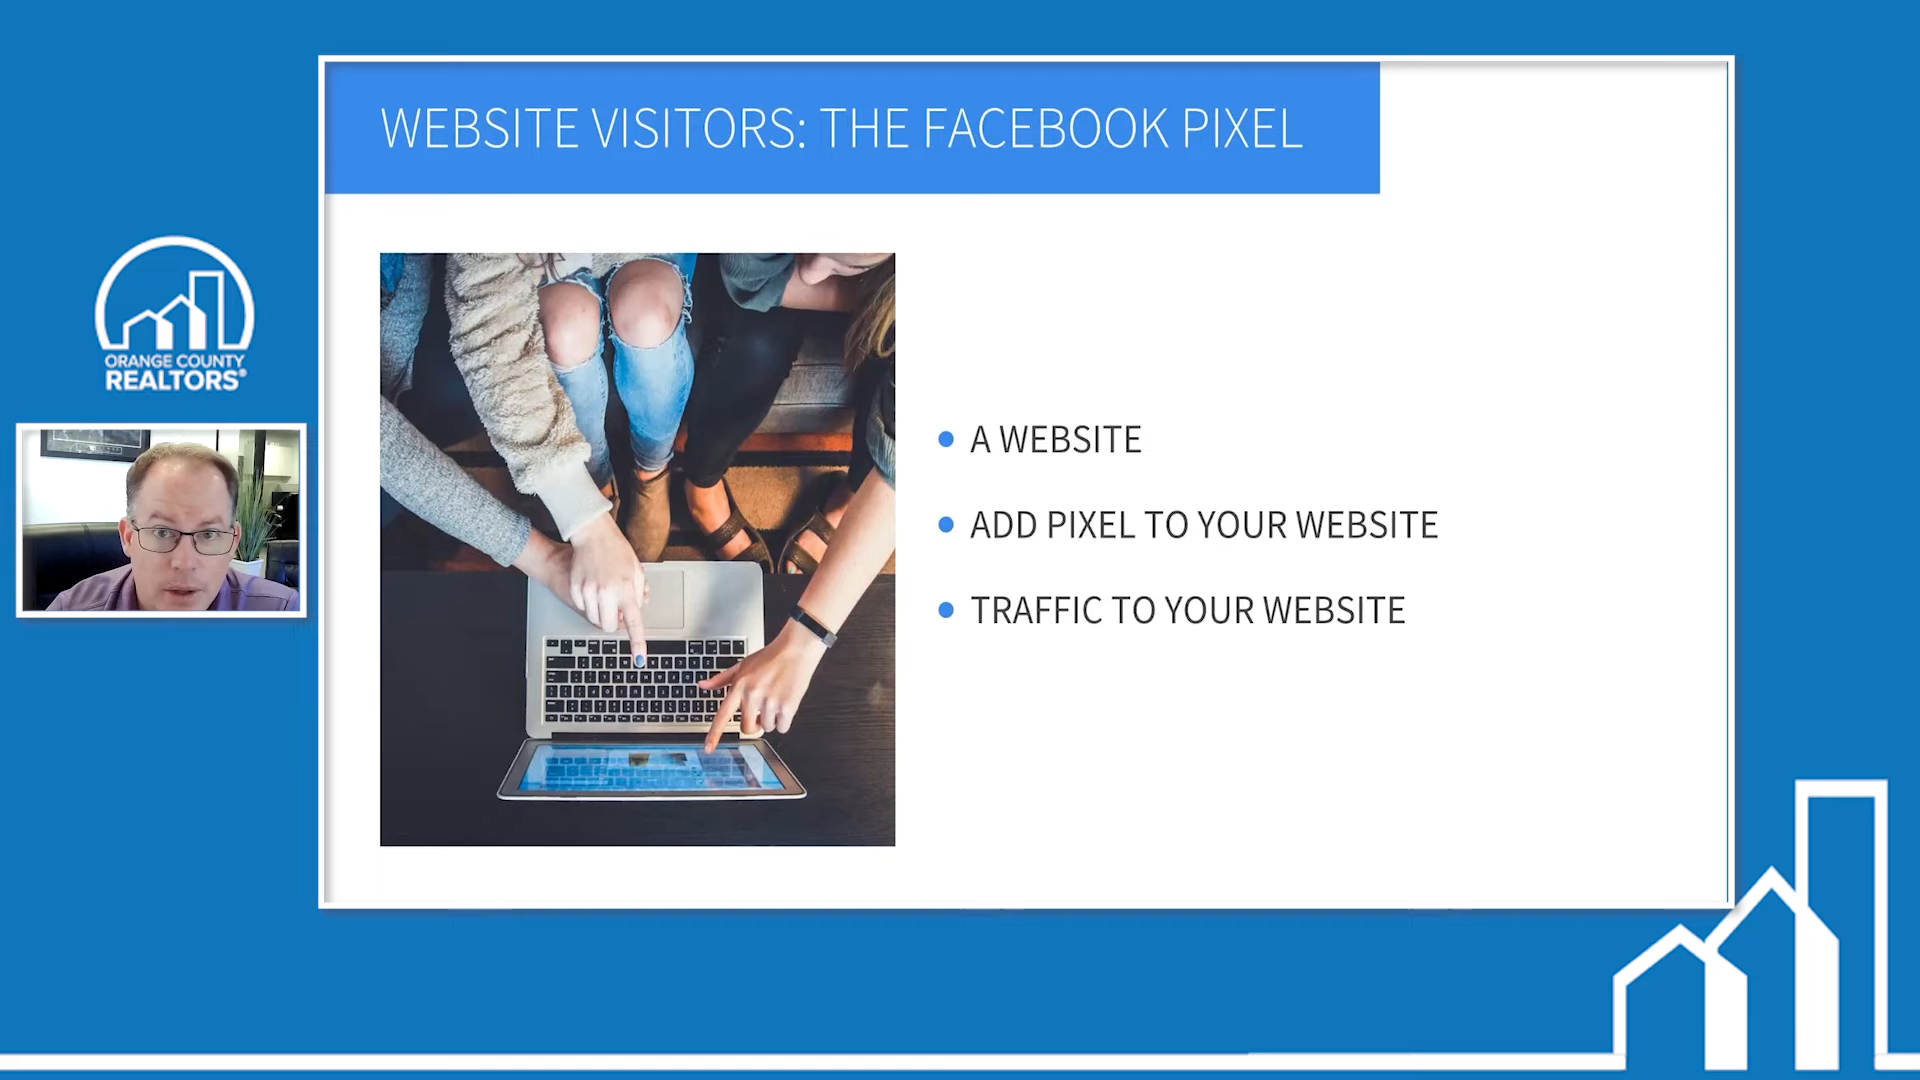 WEBSITE VISITORS: THE FACEBOOK PIXEL
ORANGE COUNTY
REALTORS®
A WEBSITE
ADD PIXEL TO YOUR WEBSITE
TRAFFIC TO YOUR WEBSITE